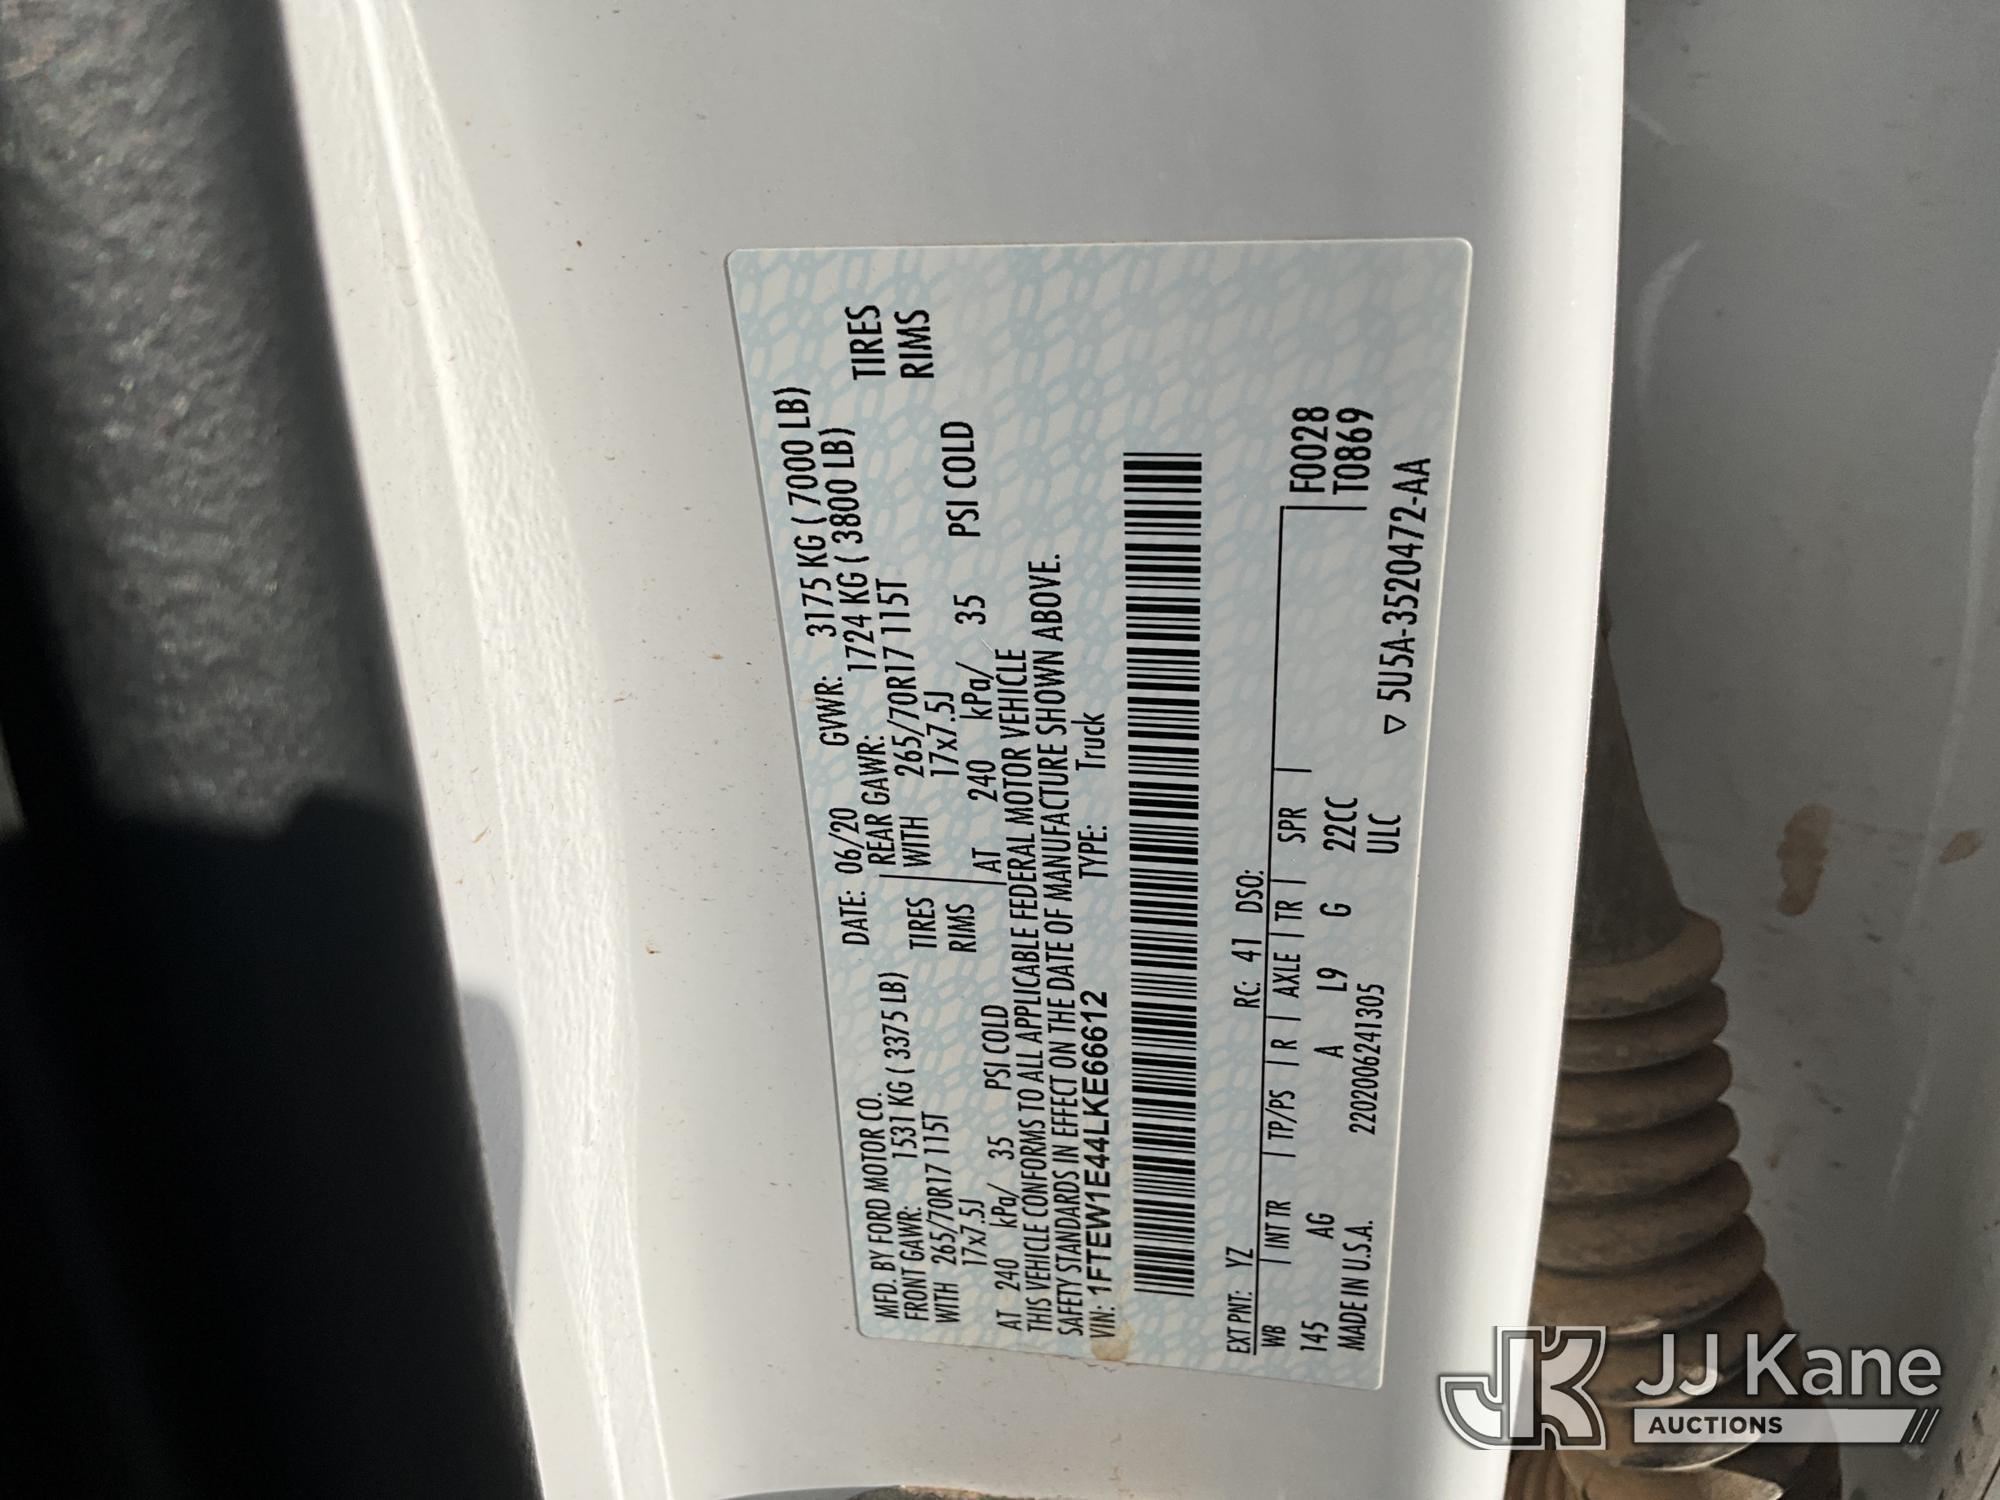 MFD. BY FORD MOTOR CO.
DATE: 06/20 GVWR: 3175 KG ( 7000 LB)
FRONT GAWR: 1531 KG ( 3375 LB) REAR GAWR: 1724 KG ( 3800 LB)
WITH 265/70R17 115T TIRES WITH 265/70R17 115T TIRES
17x7.5J RIMS 17x7.5J RIMS
AT 240 kPa/ 35 PSI COLD AT 240 kPa/ 35 PSI COLD
THIS VEHICLE CONFORMS TO ALL APPLICABLE FEDERAL MOTOR VEHICLE
SAFETY STANDARDS IN EFFECT ON THE DATE OF MANUFACTURE SHOWN ABOVE.
VIN: 1FTEW1E44LKE66612 TYPE: Truck
EXT PNT: YZ RC: 41 DSO:
WB INT TR TP/PS R AXLE TR SPR F0028
145 AG A L9 G 22CC T0869
MADE IN U.S.A. 2202006241305 ULC
▽ 5U5A-3520472-AA
JK JJ Kane
AUCTIONS